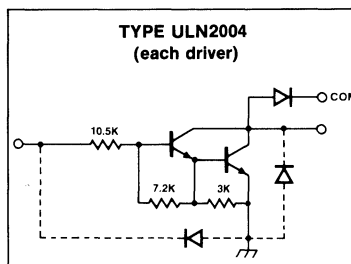 TYPE ULN2004
(each driver)
COM
10.5K
7.2K
3K